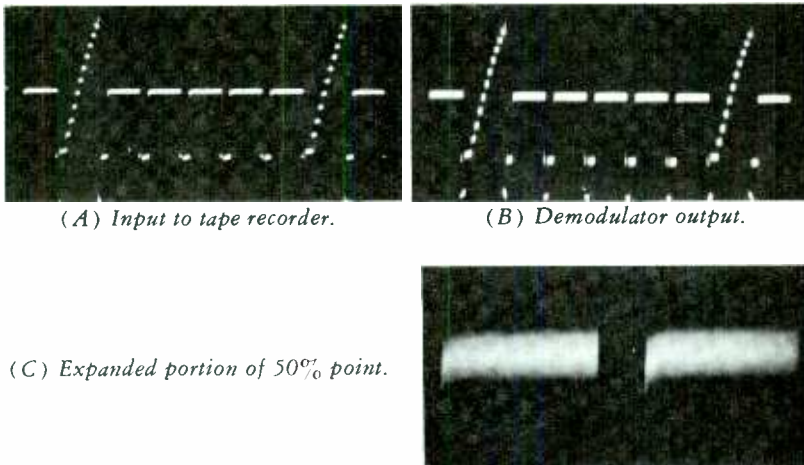 (A) Input to tape recorder.
(B) Demodulator output.
(C) Expanded portion of 50% point.